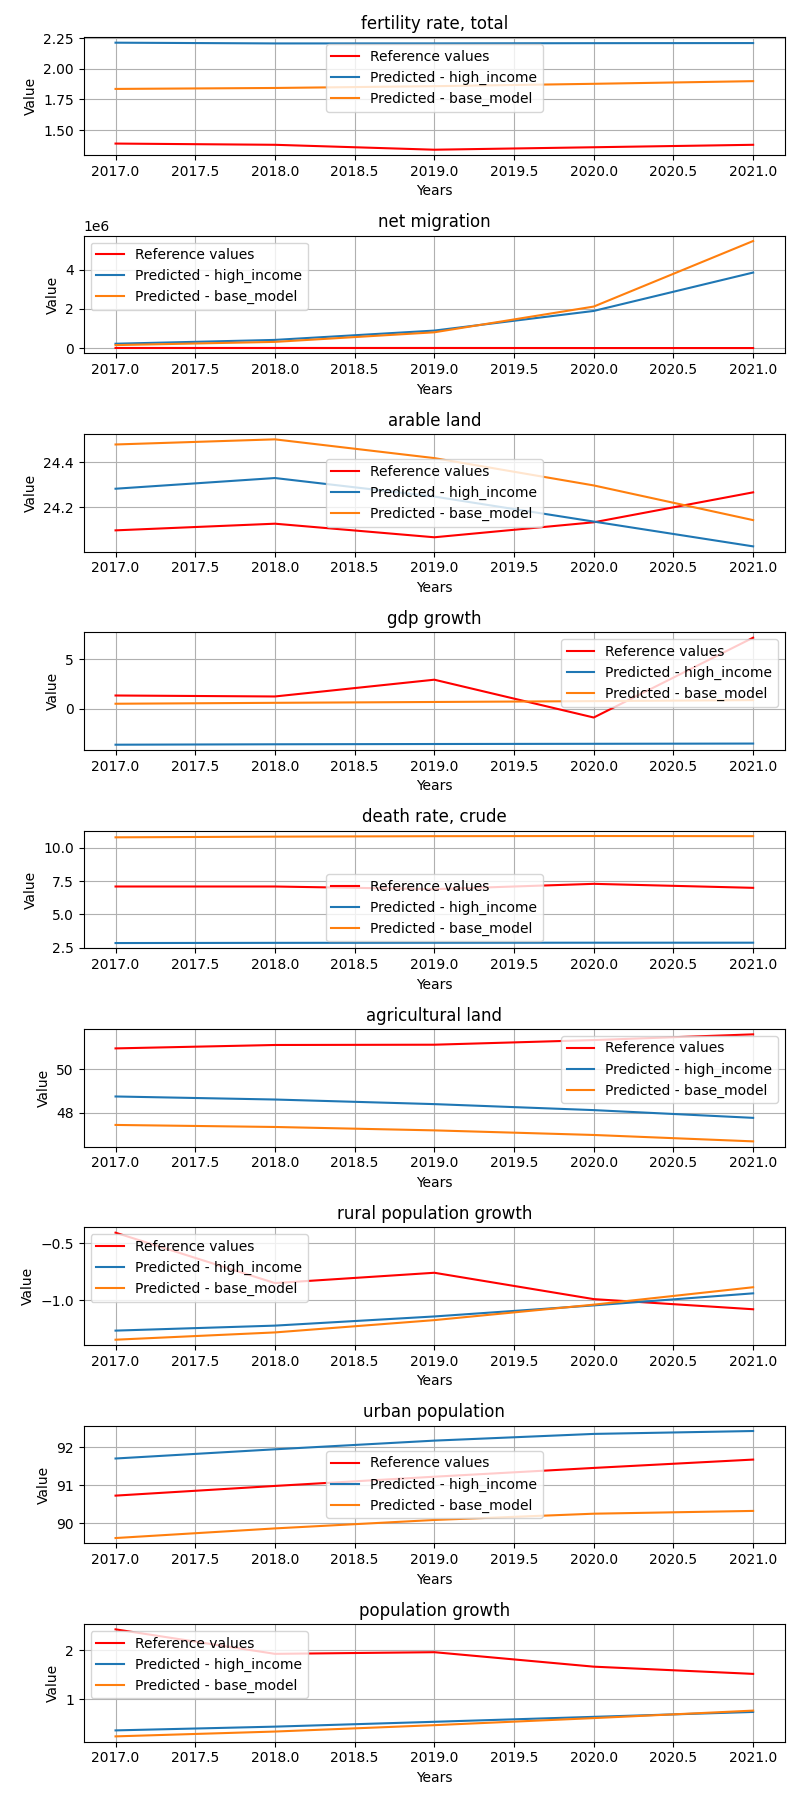 fertility rate, total
2.25
2.00
1.75
1.50
Value
Reference values
Predicted - high_income
Predicted - base_model
2017.0 2017.5 2018.0 2018.5 2019.0 2019.5 2020.0 2020.5 2021.0
Years
net migration
1e6
4
2
0
Value
Reference values
Predicted - high_income
Predicted - base_model
2017.0 2017.5 2018.0 2018.5 2019.0 2019.5 2020.0 2020.5 2021.0
Years
arable land
24.4
24.2
Value
Reference values
Predicted - high_income
Predicted - base_model
2017.0 2017.5 2018.0 2018.5 2019.0 2019.5 2020.0 2020.5 2021.0
Years
gdp growth
5
0
Value
Reference values
Predicted - high_income
Predicted - base_model
2017.0 2017.5 2018.0 2018.5 2019.0 2019.5 2020.0 2020.5 2021.0
Years
death rate, crude
10.0
7.5
5.0
2.5
Value
Reference values
Predicted - high_income
Predicted - base_model
2017.0 2017.5 2018.0 2018.5 2019.0 2019.5 2020.0 2020.5 2021.0
Years
agricultural land
50
48
Value
Reference values
Predicted - high_income
Predicted - base_model
2017.0 2017.5 2018.0 2018.5 2019.0 2019.5 2020.0 2020.5 2021.0
Years
rural population growth
−0.5
−1.0
Value
Reference values
Predicted - high_income
Predicted - base_model
2017.0 2017.5 2018.0 2018.5 2019.0 2019.5 2020.0 2020.5 2021.0
Years
urban population
92
91
90
Value
Reference values
Predicted - high_income
Predicted - base_model
2017.0 2017.5 2018.0 2018.5 2019.0 2019.5 2020.0 2020.5 2021.0
Years
population growth
2
1
Value
Reference values
Predicted - high_income
Predicted - base_model
2017.0 2017.5 2018.0 2018.5 2019.0 2019.5 2020.0 2020.5 2021.0
Years